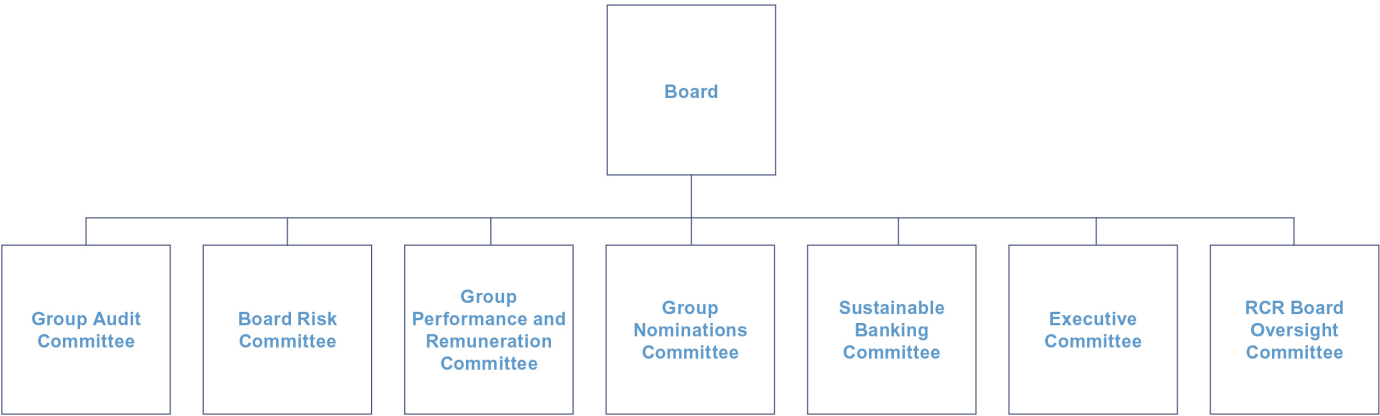 Board
Group Audit
Committee
Board Risk
Committee
Group
Performance and
Remuneration
Committee
Group
Nominations
Committee
Sustainable
Banking
Committee
Executive
Committee
RCR Board
Oversight
Committee